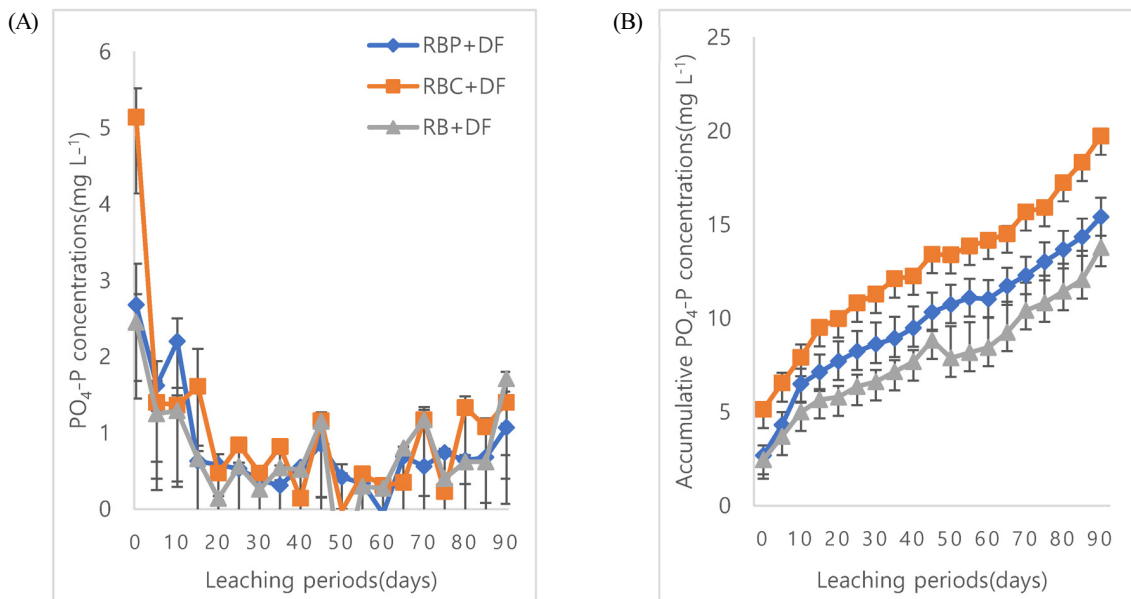 (A)
PO₄-P concentrations(mg L⁻¹)
6
5
4
3
2
1
0
RBP+DF
RBC+DF
RB+DF
0 10 20 30 40 50 60 70 80 90
Leaching periods(days)
(B)
Accumulative PO₄-P concentrations(mg L⁻¹)
25
20
15
10
5
0
0 10 20 30 40 50 60 70 80 90
Leaching periods(days)